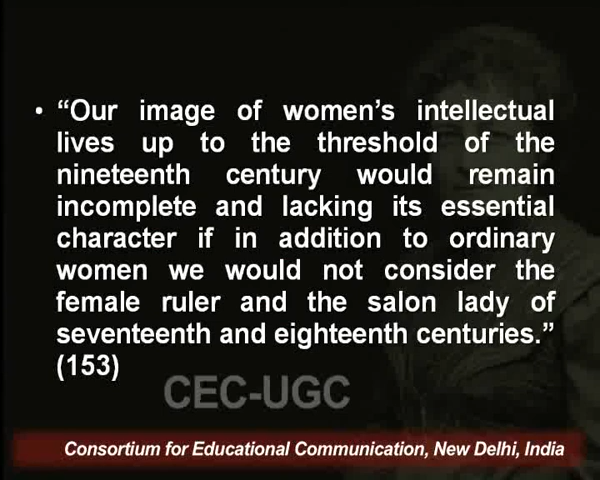 • “Our image of women’s intellectual
lives up to the threshold of the
nineteenth century would remain
incomplete and lacking its essential
character if in addition to ordinary
women we would not consider the
female ruler and the salon lady of
seventeenth and eighteenth centuries.”
(153)
CEC-UGC
Consortium for Educational Communication, New Delhi, India